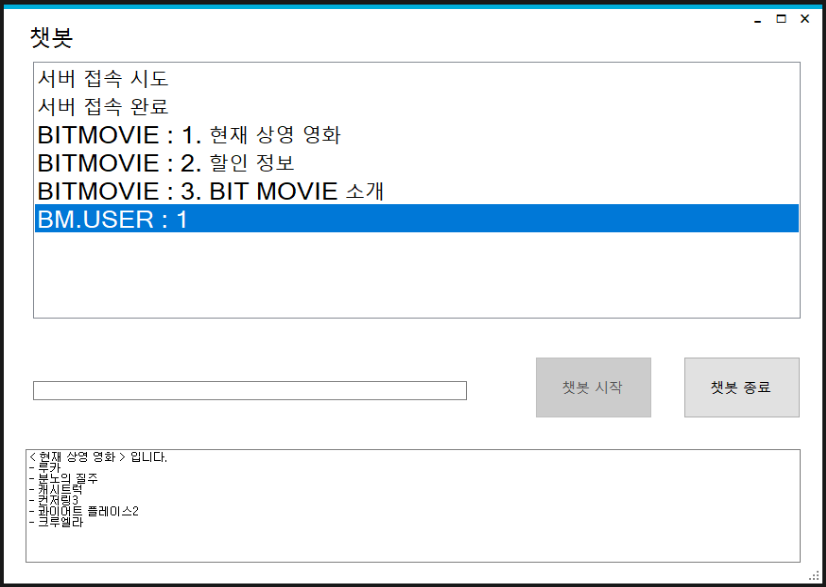 챗봇
서버 접속 시도
서버 접속 완료
BITMOVIE : 1. 현재 상영 영화
BITMOVIE : 2. 할인 정보
BITMOVIE : 3. BIT MOVIE 소개
BM.USER : 1
챗봇 시작
챗봇 종료
< 현재 상영 영화 > 입니다.
- 루카
- 분노의 질주
- 캐시트럭
- 컨저링3
- 콰이어트 플레이스2
- 크루엘라